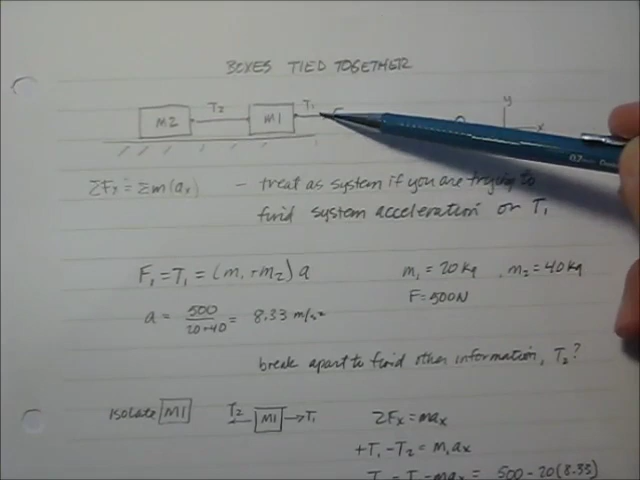 BOXES TIED TOGETHER
M2 T2 M1 T1 F
y
x
ΣFx = Σm(ax) - treat as system if you are trying to
find system acceleration or T1
F1 = T1 = (m1 + m2) a
m1 = 20 kg , m2 = 40 kg
F = 500 N
a = 500 / 20+40 = 8.33 m/s2
break apart to find other information, T2?
isolate M1 T2 M1 T1
ΣFx = max
+T1 - T2 = m1ax
500 - 20(8.33)
0.7mm